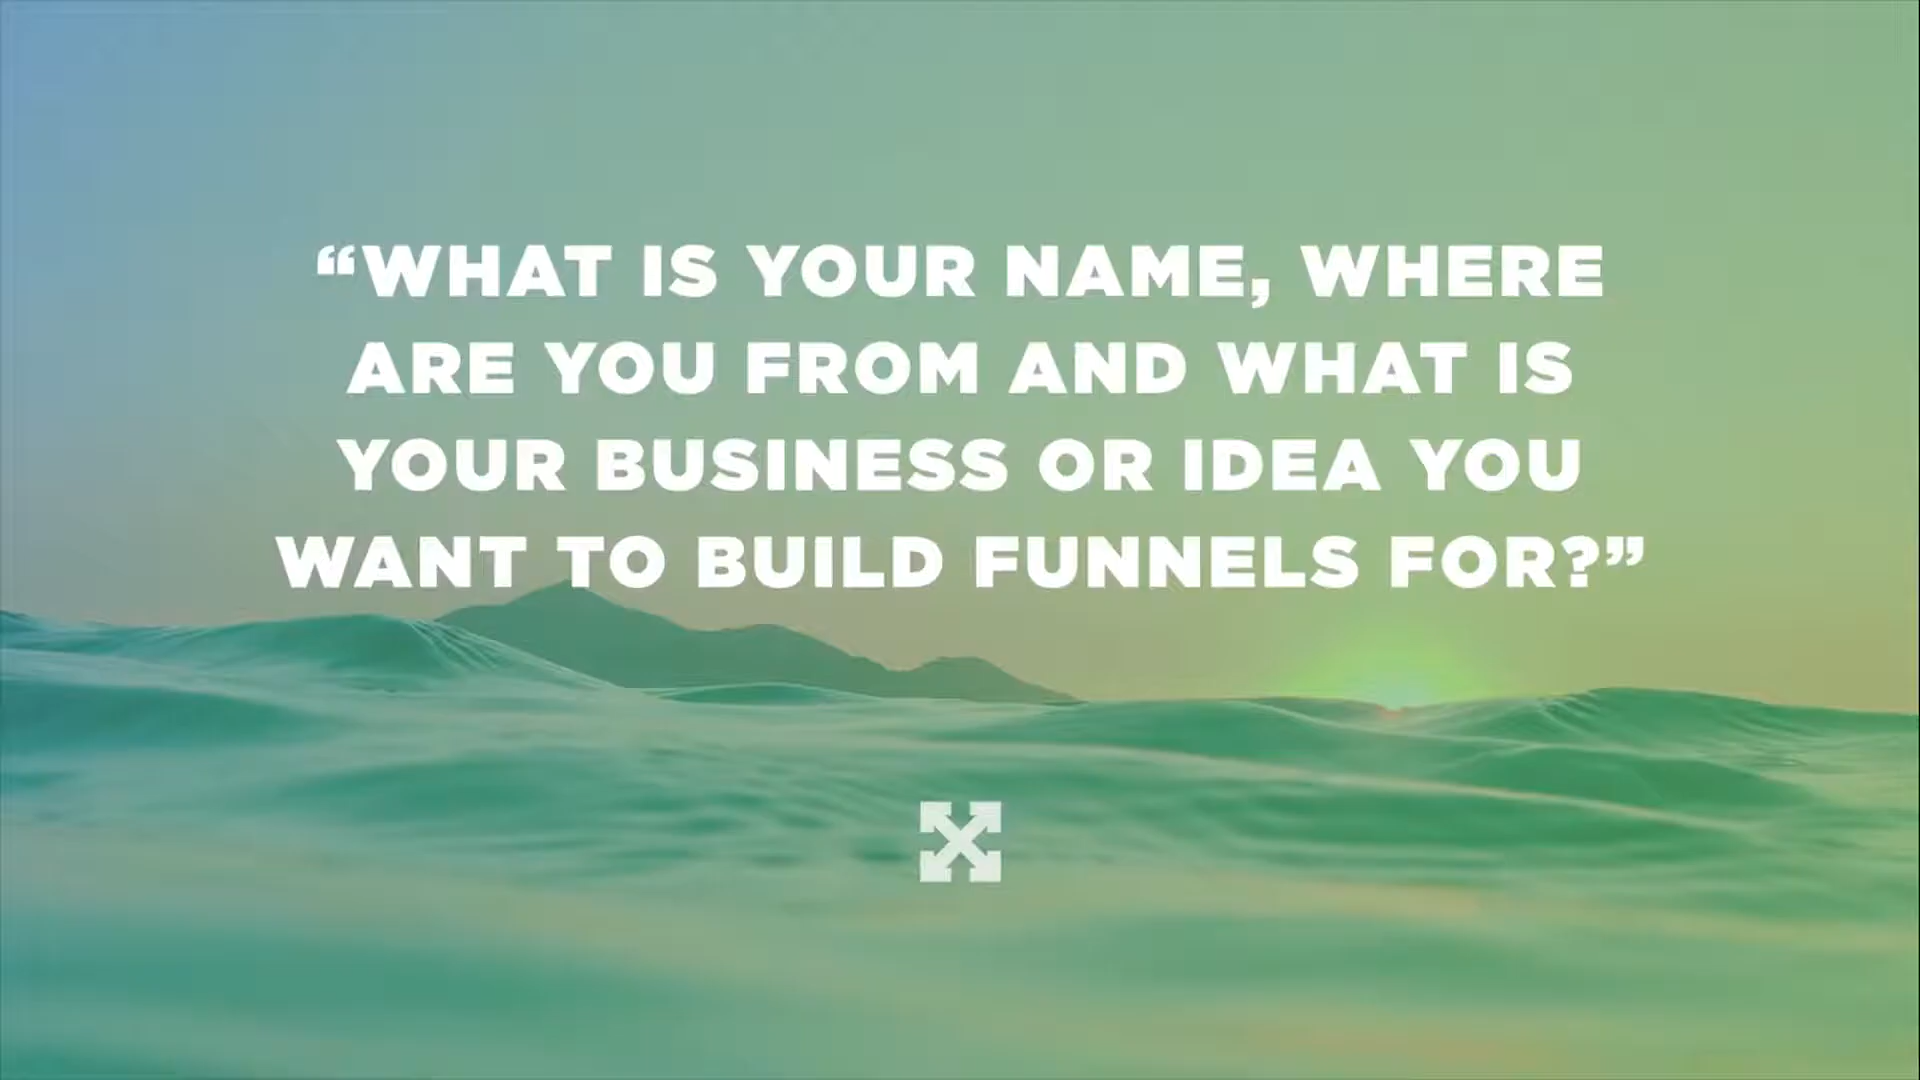 “WHAT IS YOUR NAME, WHERE
ARE YOU FROM AND WHAT IS
YOUR BUSINESS OR IDEA YOU
WANT TO BUILD FUNNELS FOR?”